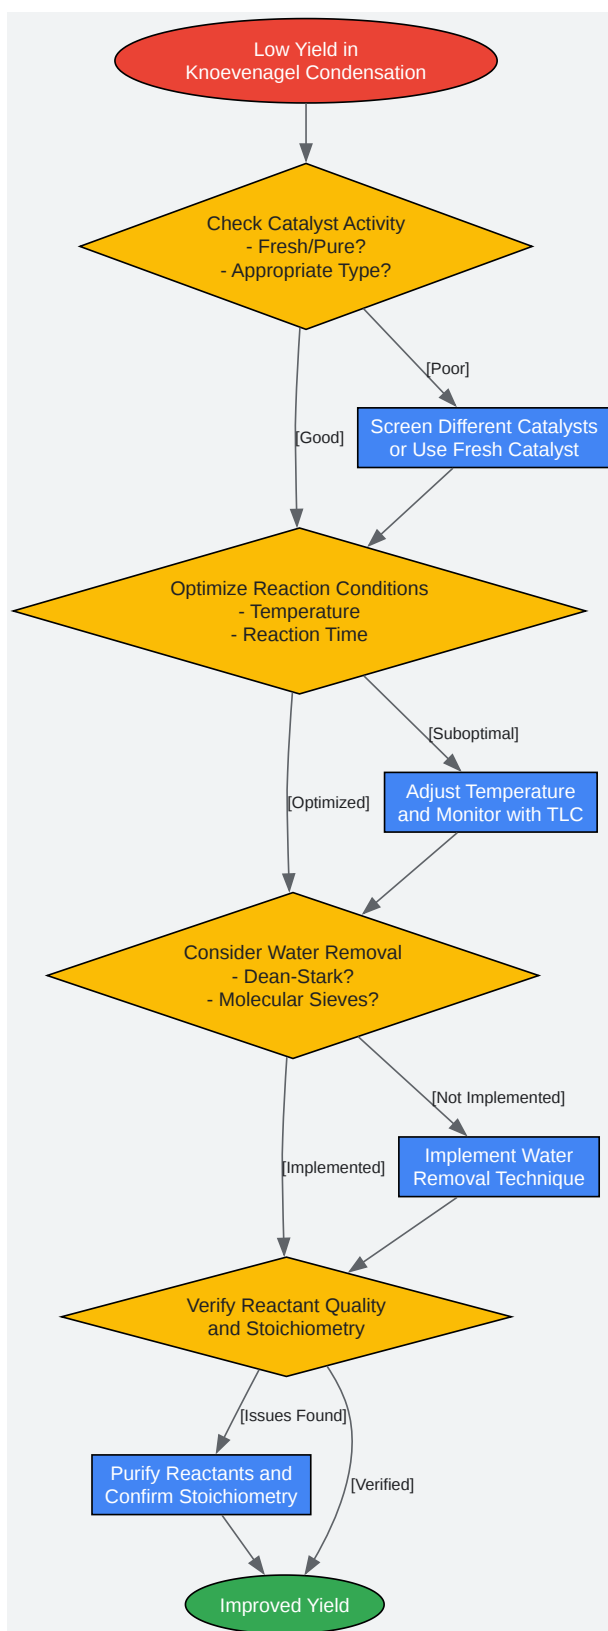 Low Yield in
Knoevenagel Condensation
Check Catalyst Activity
- Fresh/Pure?
- Appropriate Type?
[Poor]
[Good]
Screen Different Catalysts
or Use Fresh Catalyst
Optimize Reaction Conditions
- Temperature
- Reaction Time
[Suboptimal]
[Optimized]
Adjust Temperature
and Monitor with TLC
Consider Water Removal
- Dean-Stark?
- Molecular Sieves?
[Not Implemented]
[Implemented]
Implement Water
Removal Technique
Verify Reactant Quality
and Stoichiometry
[Issues Found]
[Verified]
Purify Reactants and
Confirm Stoichiometry
Improved Yield